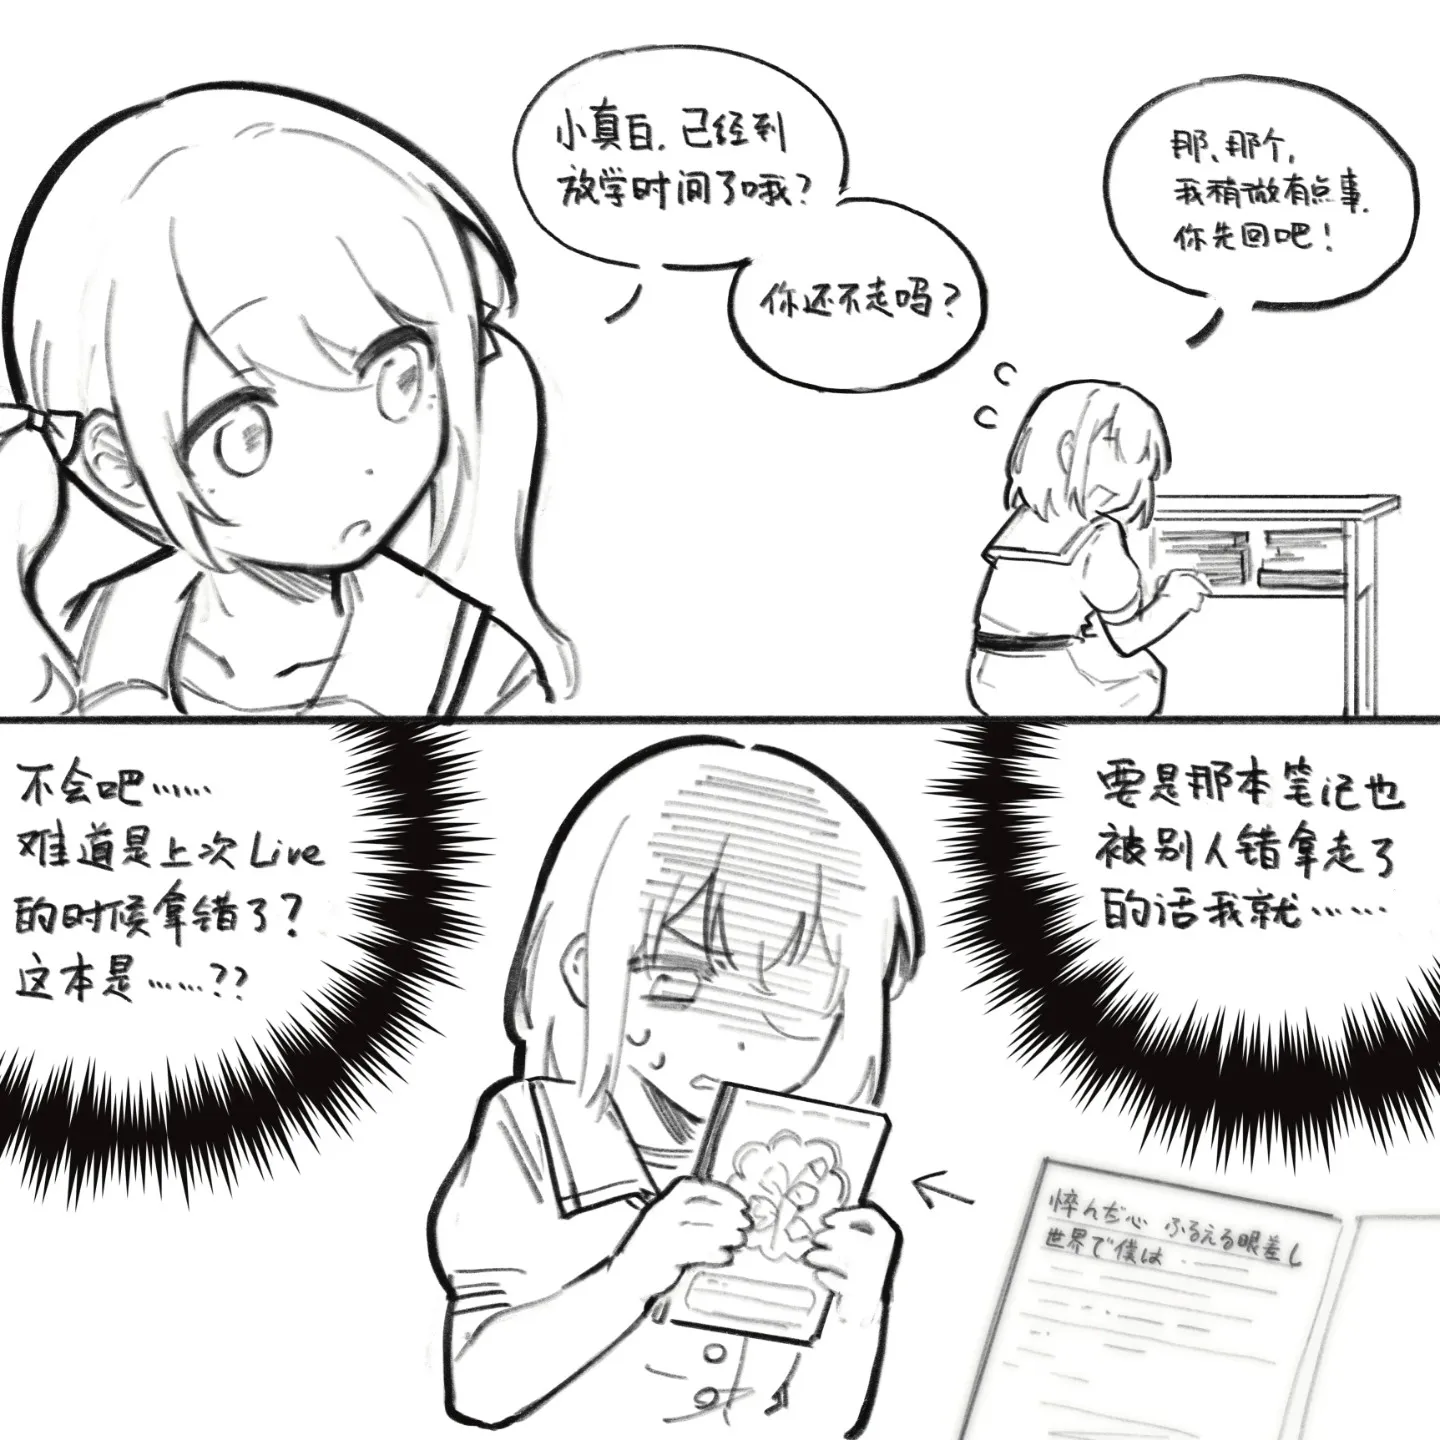 小真白，已经到
放学时间了哦？
你还不走吗？
那、那个，
我稍微有点事，
你先回吧！
不会吧……
难道是上次Live
的时候拿错了？
这本是……??
要是那本笔记也
被别人错拿走了
的话我就……
悴んだ心 ふるえる眼差し
世界で僕は